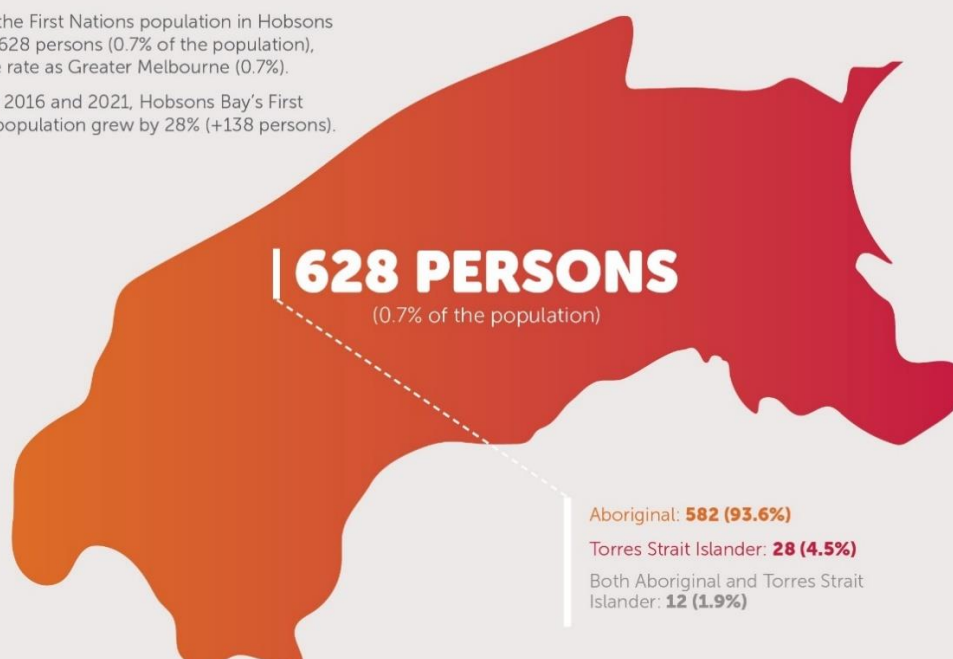 the First Nations population in Hobsons
628 persons (0.7% of the population),
rate as Greater Melbourne (0.7%).
2016 and 2021, Hobsons Bay's First
population grew by 28% (+138 persons).
628 PERSONS
(0.7% of the population)
Aboriginal: 582 (93.6%)
Torres Strait Islander: 28 (4.5%)
Both Aboriginal and Torres Strait
Islander: 12 (1.9%)